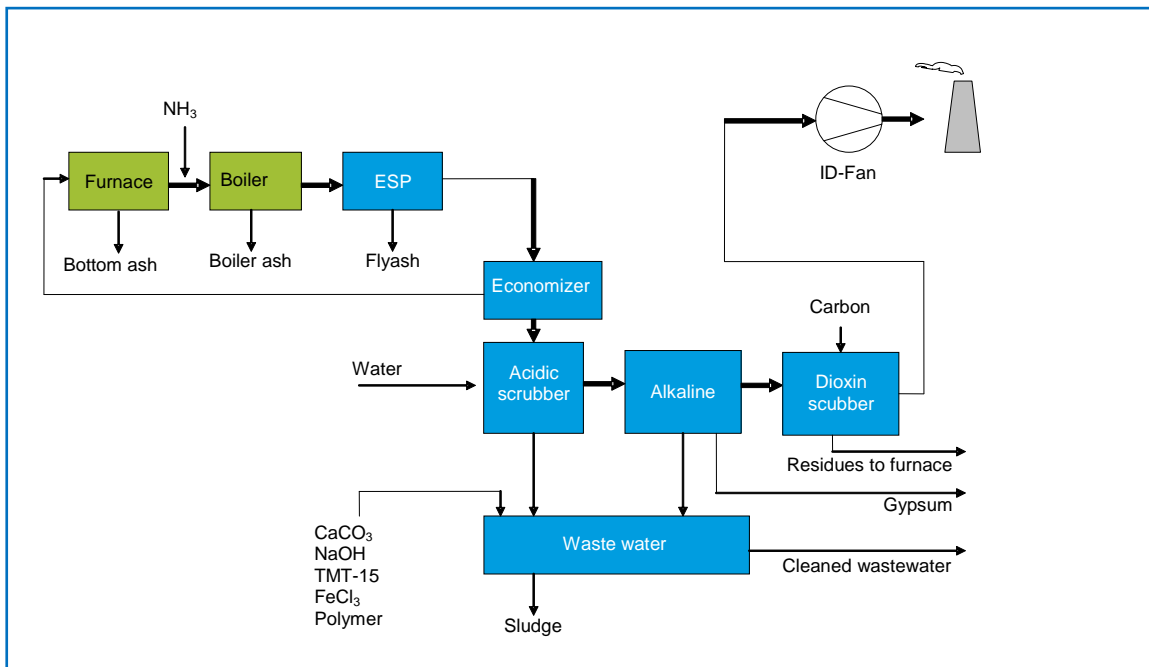 NH₃
Furnace
Boiler
ESP
ID-Fan
Bottom ash
Boiler ash
Flyash
Economizer
Carbon
Water
Acidic
scrubber
Alkaline
Dioxin
scubber
Residues to furnace
Gypsum
CaCO₃
NaOH
TMT-15
FeCl₃
Polymer
Waste water
Cleaned wastewater
Sludge